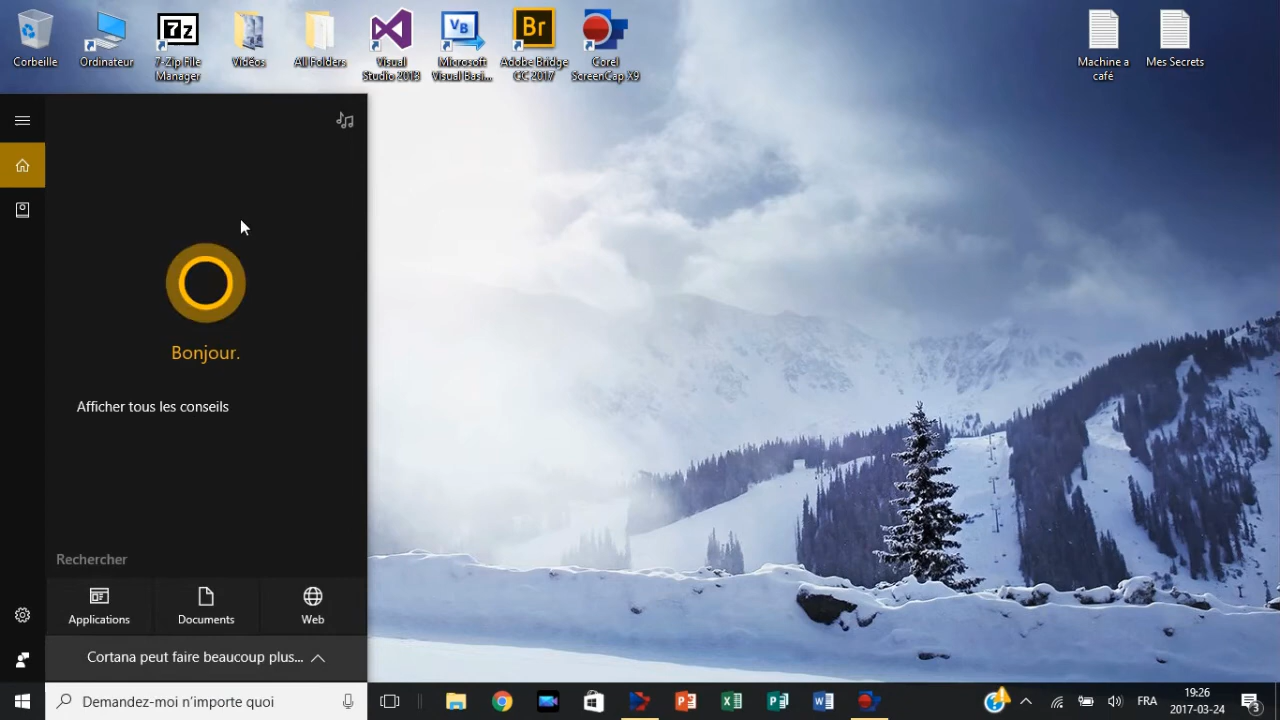 Corbeille
Ordinateur
7-Zip File
Manager
Vidéos
All Folders
Visual
Studio 2013
Microsoft
Visual Basi...
Adobe Bridge
CC 2017
Corel
ScreenCap X9
Machine a
café
Mes Secrets
7z
VB
Br
Bonjour.
Afficher tous les conseils
Rechercher
Applications
Documents
Web
Cortana peut faire beaucoup plus...
Demandez-moi n'importe quoi
FRA
19:26
2017-03-24
3